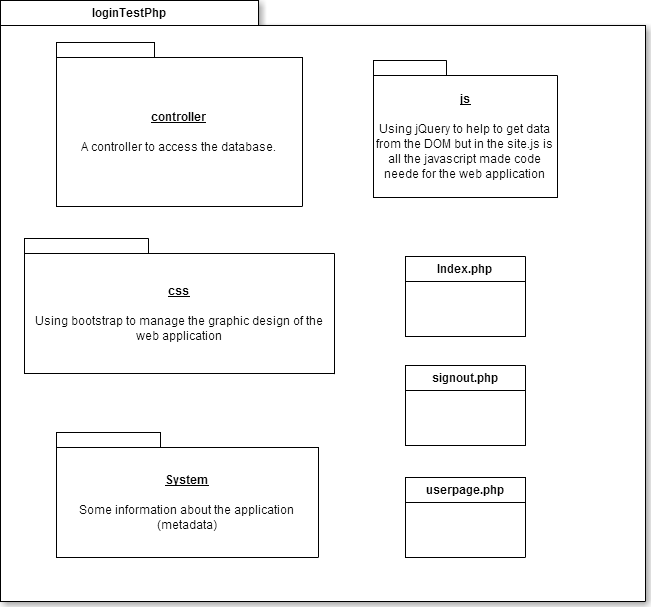 loginTestPhp
controller
A controller to access the database.
js
Using jQuery to help to get data
from the DOM but in the site.js is
all the javascript made code
neede for the web application
css
Using bootstrap to manage the graphic design of the
web application
Index.php
signout.php
System
Some information about the application
(metadata)
userpage.php